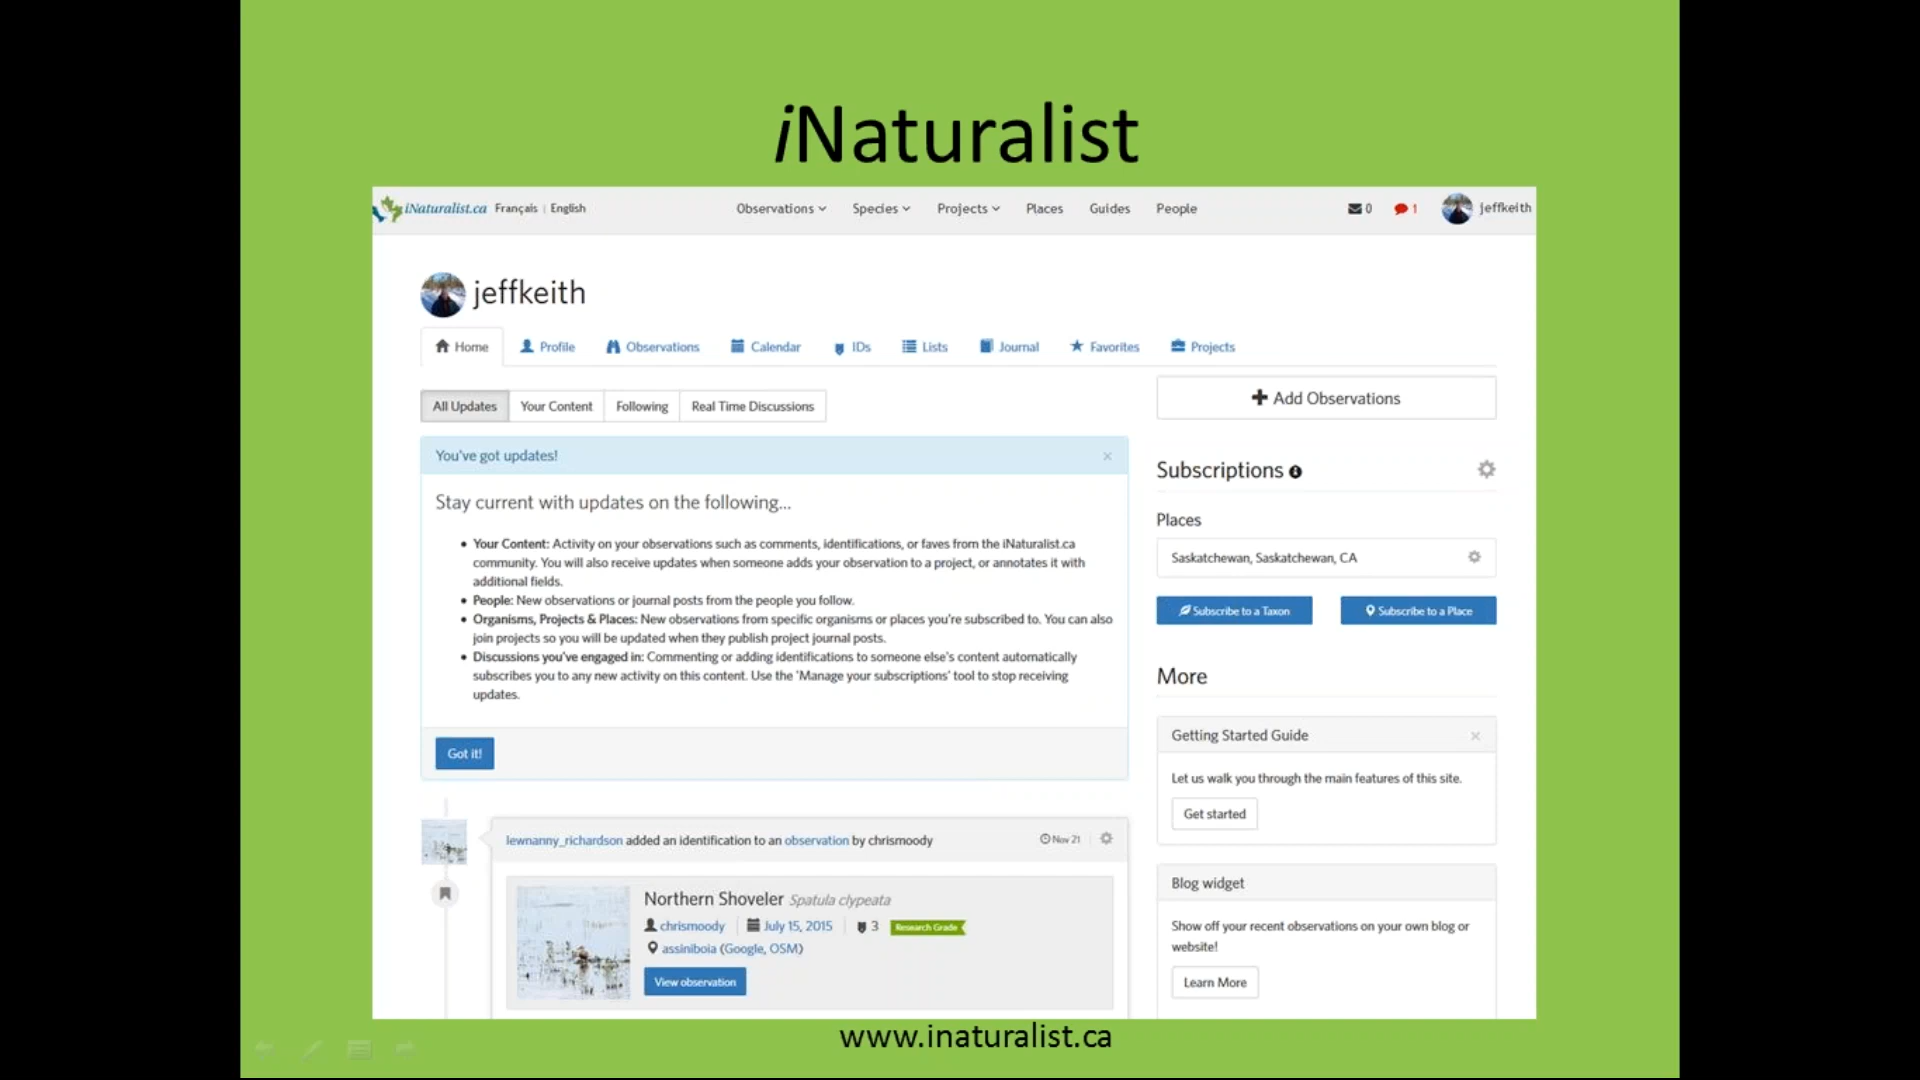 iNaturalist
iNaturalist.ca Français | English Observations Species Projects Places Guides People 0 1 jeffkeith
jeffkeith
Home Profile Observations Calendar IDs Lists Journal Favorites Projects
All Updates Your Content Following Real Time Discussions
Add Observations
You've got updates! ×
Stay current with updates on the following...
• Your Content: Activity on your observations such as comments, identifications, or faves from the iNaturalist.ca
community. You will also receive updates when someone adds your observation to a project, or annotates it with
additional fields.
• People: New observations or journal posts from the people you follow.
• Organisms, Projects & Places: New observations from specific organisms or places you're subscribed to. You can also
join projects so you will be updated when they publish project journal posts.
• Discussions you've engaged in: Commenting or adding identifications to someone else's content automatically
subscribes you to any new activity on this content. Use the 'Manage your subscriptions' tool to stop receiving
updates.
Got it!
lewnanny_richardson added an identification to an observation by chrismoody Nov 21
Northern Shoveler Spatula clypeata
chrismoody July 15, 2015 3 Research Grade
assiniboia (Google, OSM)
View observation
Subscriptions
Places
Saskatchewan, Saskatchewan, CA
Subscribe to a Taxon Subscribe to a Place
More
Getting Started Guide ×
Let us walk you through the main features of this site.
Get started
Blog widget
Show off your recent observations on your own blog or
website!
Learn More
www.inaturalist.ca